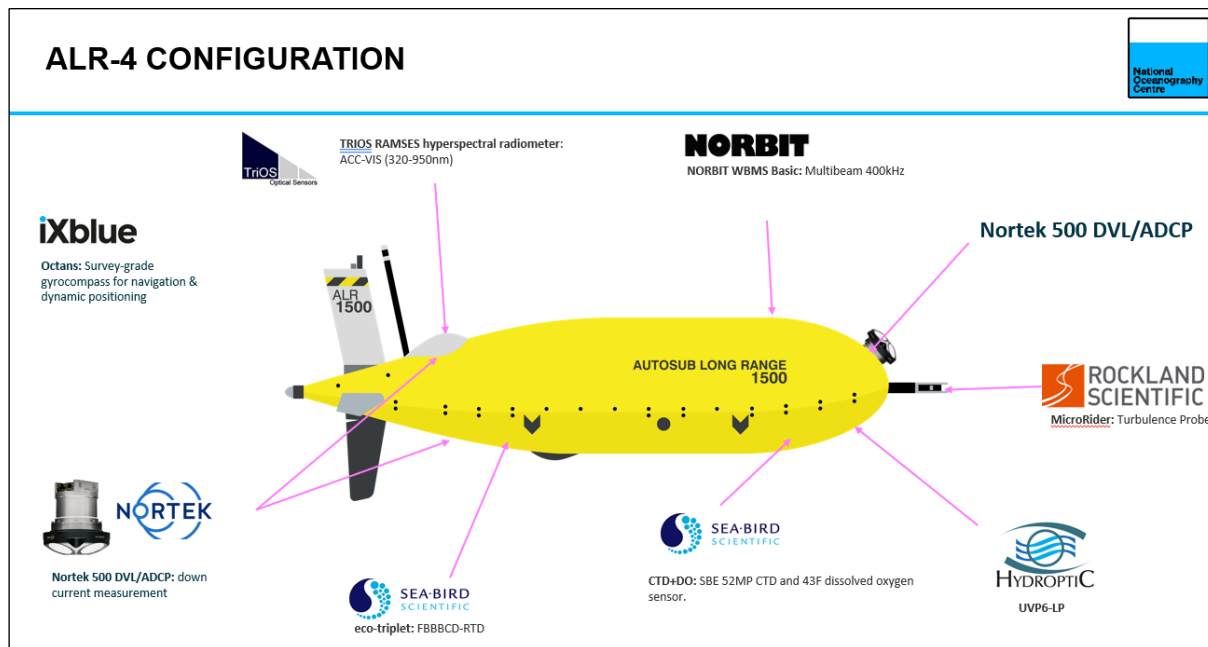 ALR-4 CONFIGURATION
National
Oceanography
Centre
TriOS
Optical Sensors
TRIOS RAMSES hyperspectral radiometer:
ACC-VIS (320-950nm)
NORBIT
NORBIT WBMS Basic: Multibeam 400kHz
iXblue
Octans: Survey-grade
gyrocompass for navigation &
dynamic positioning
Nortek 500 DVL/ADCP
ALR
1500
AUTOSUB LONG RANGE
1500
ROCKLAND
SCIENTIFIC
MicroRider: Turbulence Probe
NORTEK
Nortek 500 DVL/ADCP: down
current measurement
SEA·BIRD
SCIENTIFIC
eco-triplet: FBBBCD-RTD
SEA·BIRD
SCIENTIFIC
CTD+DO: SBE 52MP CTD and 43F dissolved oxygen
sensor.
HYDROPTIC
UVP6-LP